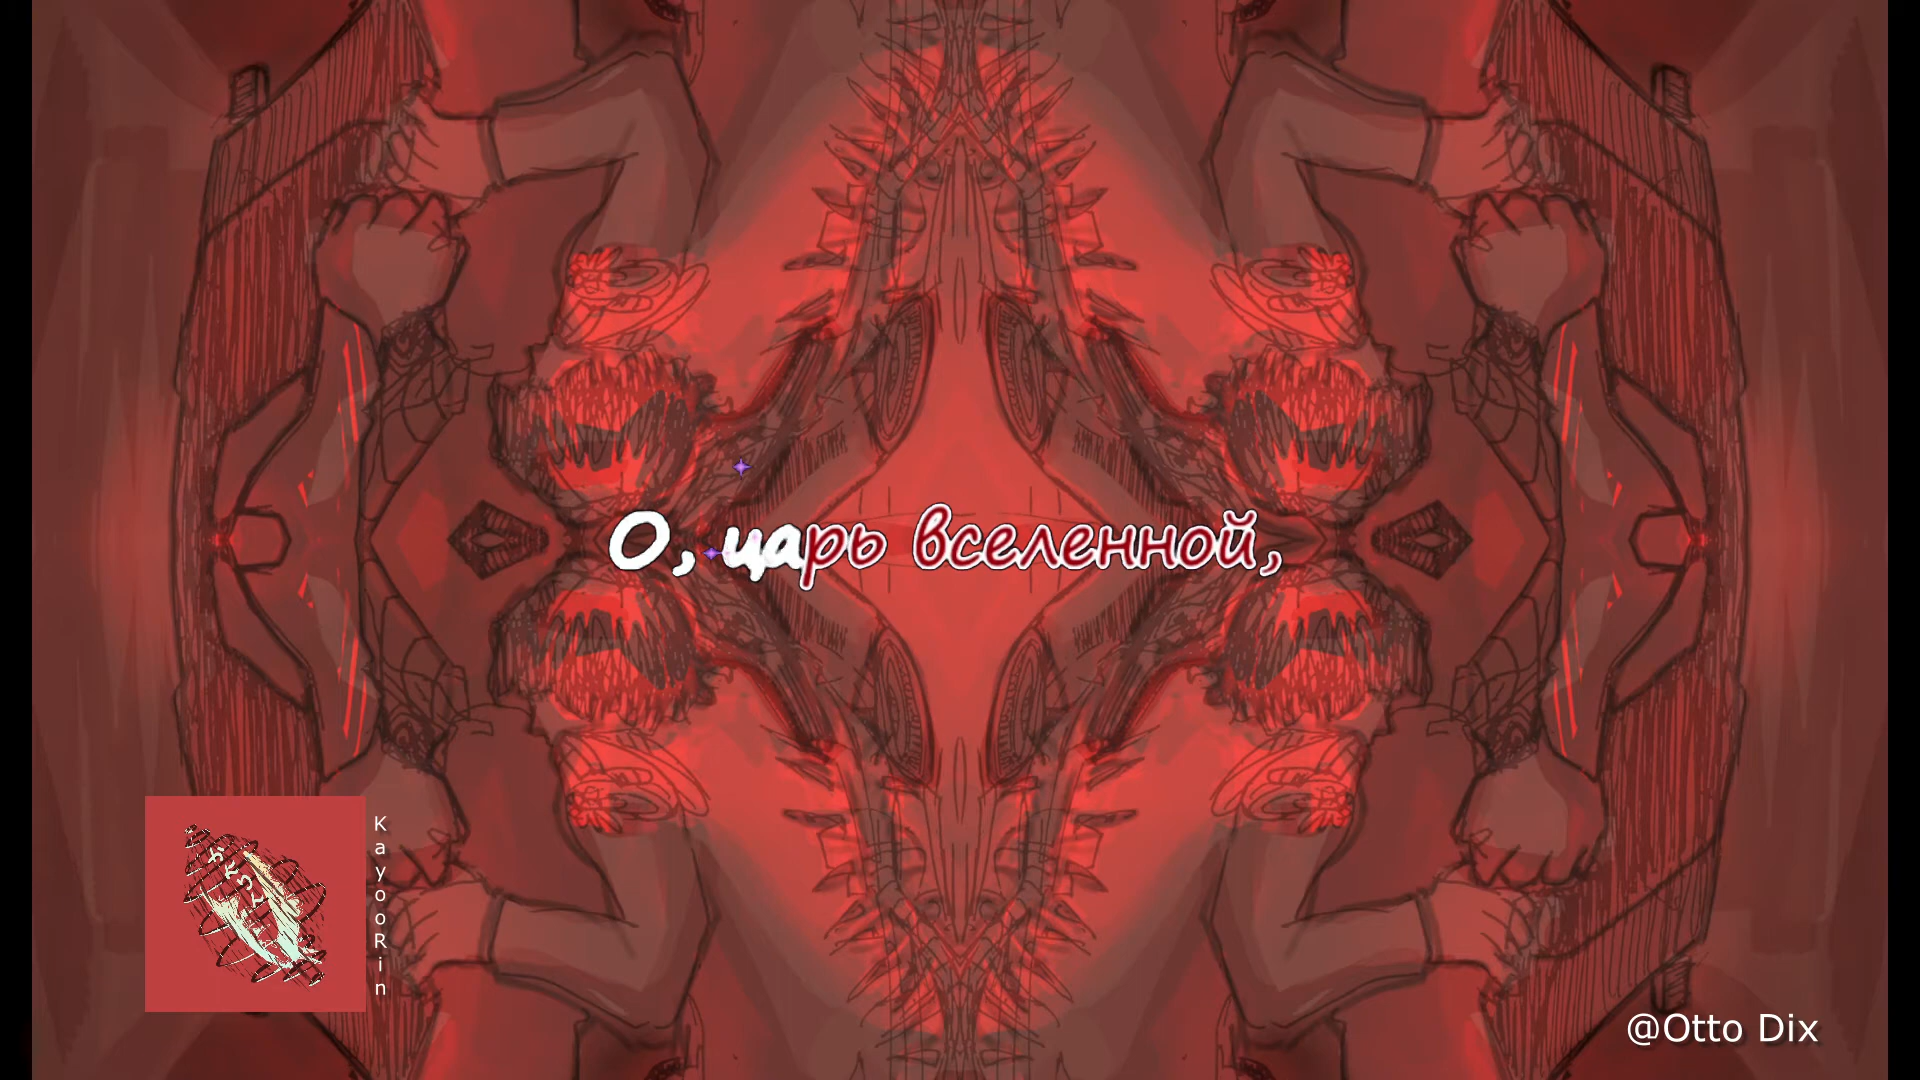 О, царь вселенной,
KayooRin
@Otto Dix